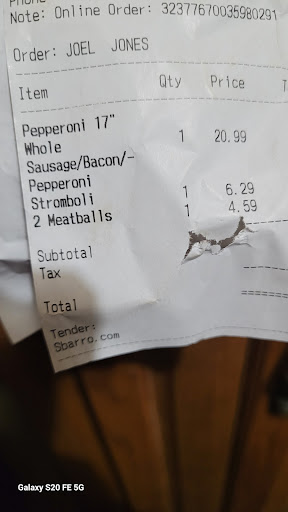 Note: Online Order: 32377670035980291
Order: JOEL JONES
Item Qty Price
Pepperoni 17" 1 20.99
Whole
Sausage/Bacon/-
Pepperoni
Stromboli 1 6.29
2 Meatballs 1 4.59
Subtotal
Tax
Total
Tender:
Sbarro.com
Galaxy S20 FE 5G